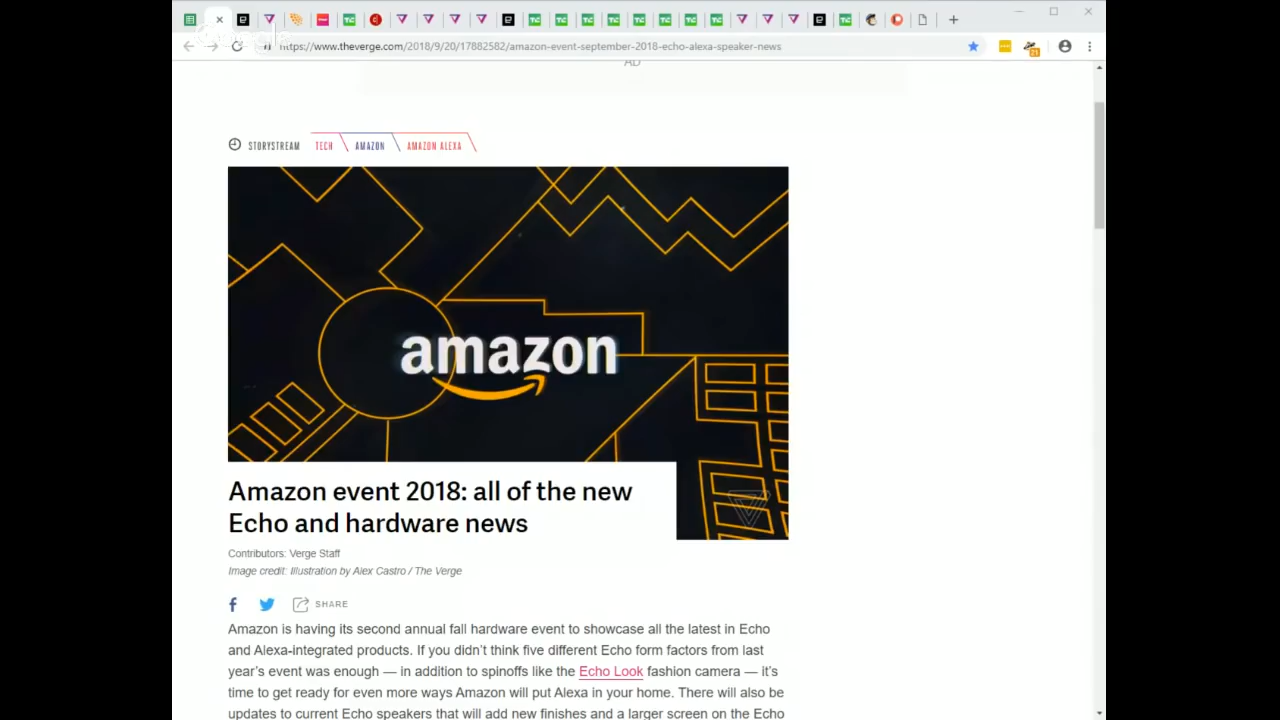 https://www.theverge.com/2018/9/20/17882582/amazon-event-september-2018-echo-alexa-speaker-news
21
AD
STORYSTREAM TECH AMAZON AMAZON ALEXA
amazon
Amazon event 2018: all of the new
Echo and hardware news
Contributors: Verge Staff
Image credit: Illustration by Alex Castro / The Verge
SHARE
Amazon is having its second annual fall hardware event to showcase all the latest in Echo
and Alexa-integrated products. If you didn’t think five different Echo form factors from last
year’s event was enough — in addition to spinoffs like the Echo Look fashion camera — it’s
time to get ready for even more ways Amazon will put Alexa in your home. There will also be
updates to current Echo speakers that will add new finishes and a larger screen on the Echo